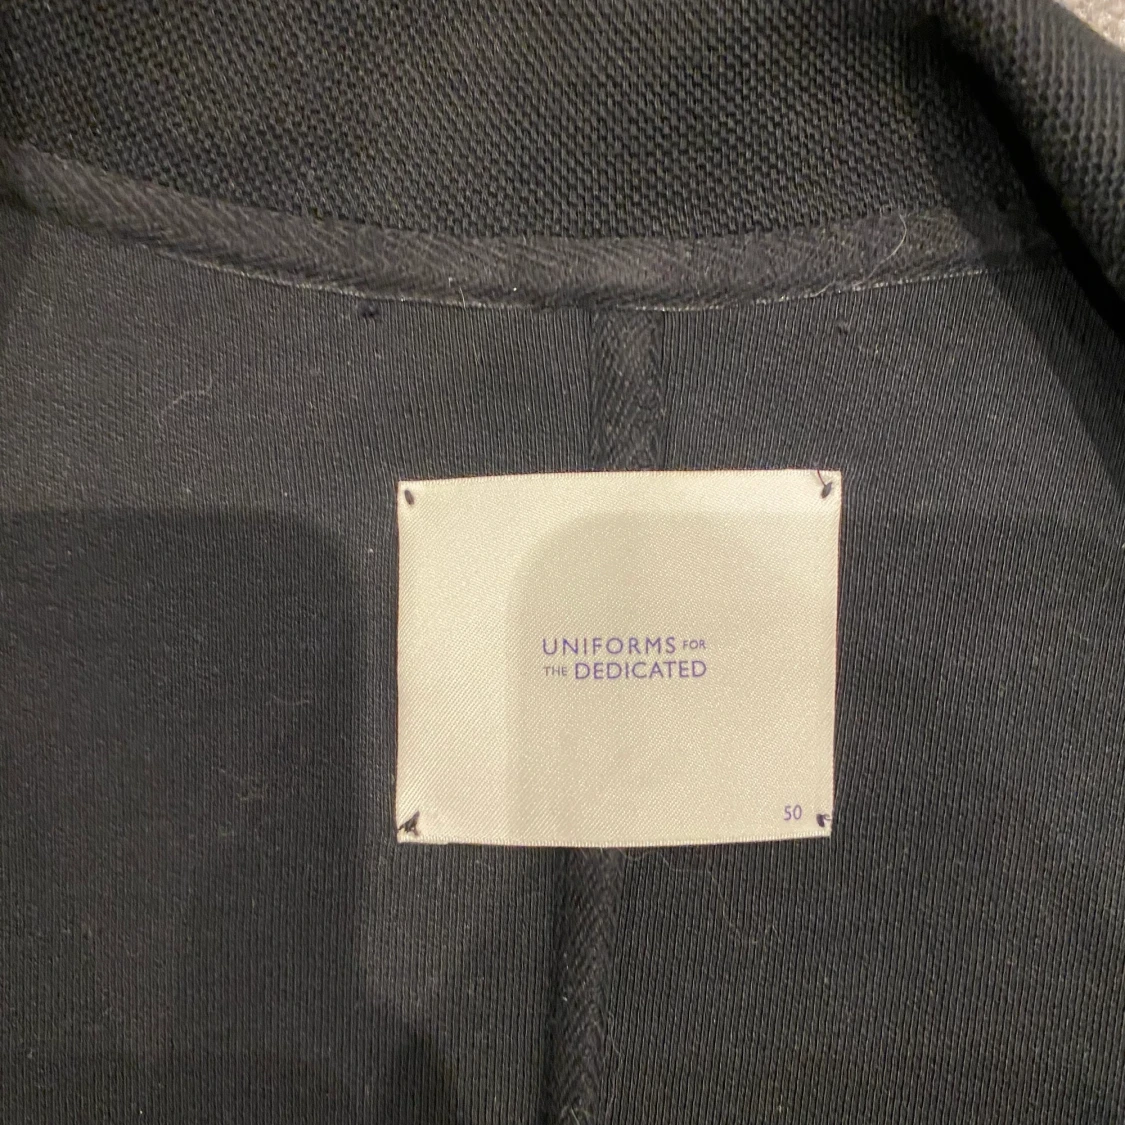 UNIFORMS FOR
THE DEDICATED
50